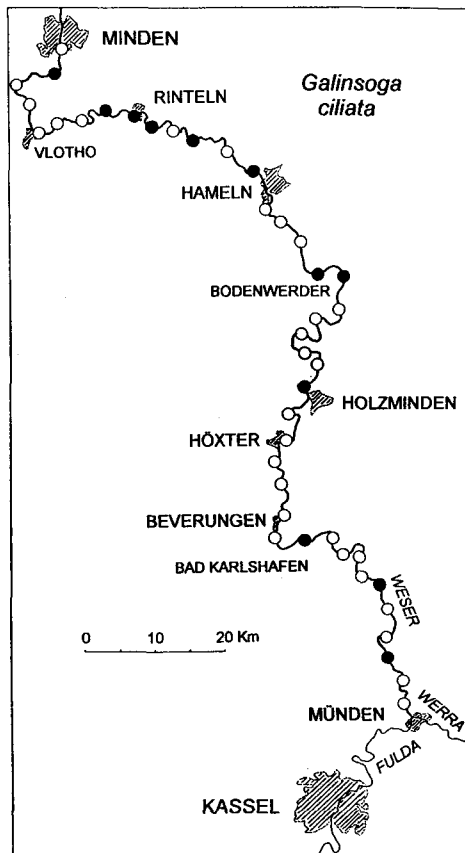 MINDEN
Galinsoga
ciliata
RINTELN
VLOTHO
HAMELN
BODENWERDER
HOLZMINDEN
HÖXTER
BEVERUNGEN
BAD KARLSHAFEN
WESER
0 10 20 Km
MÜNDEN
WERRA
FULDA
KASSEL